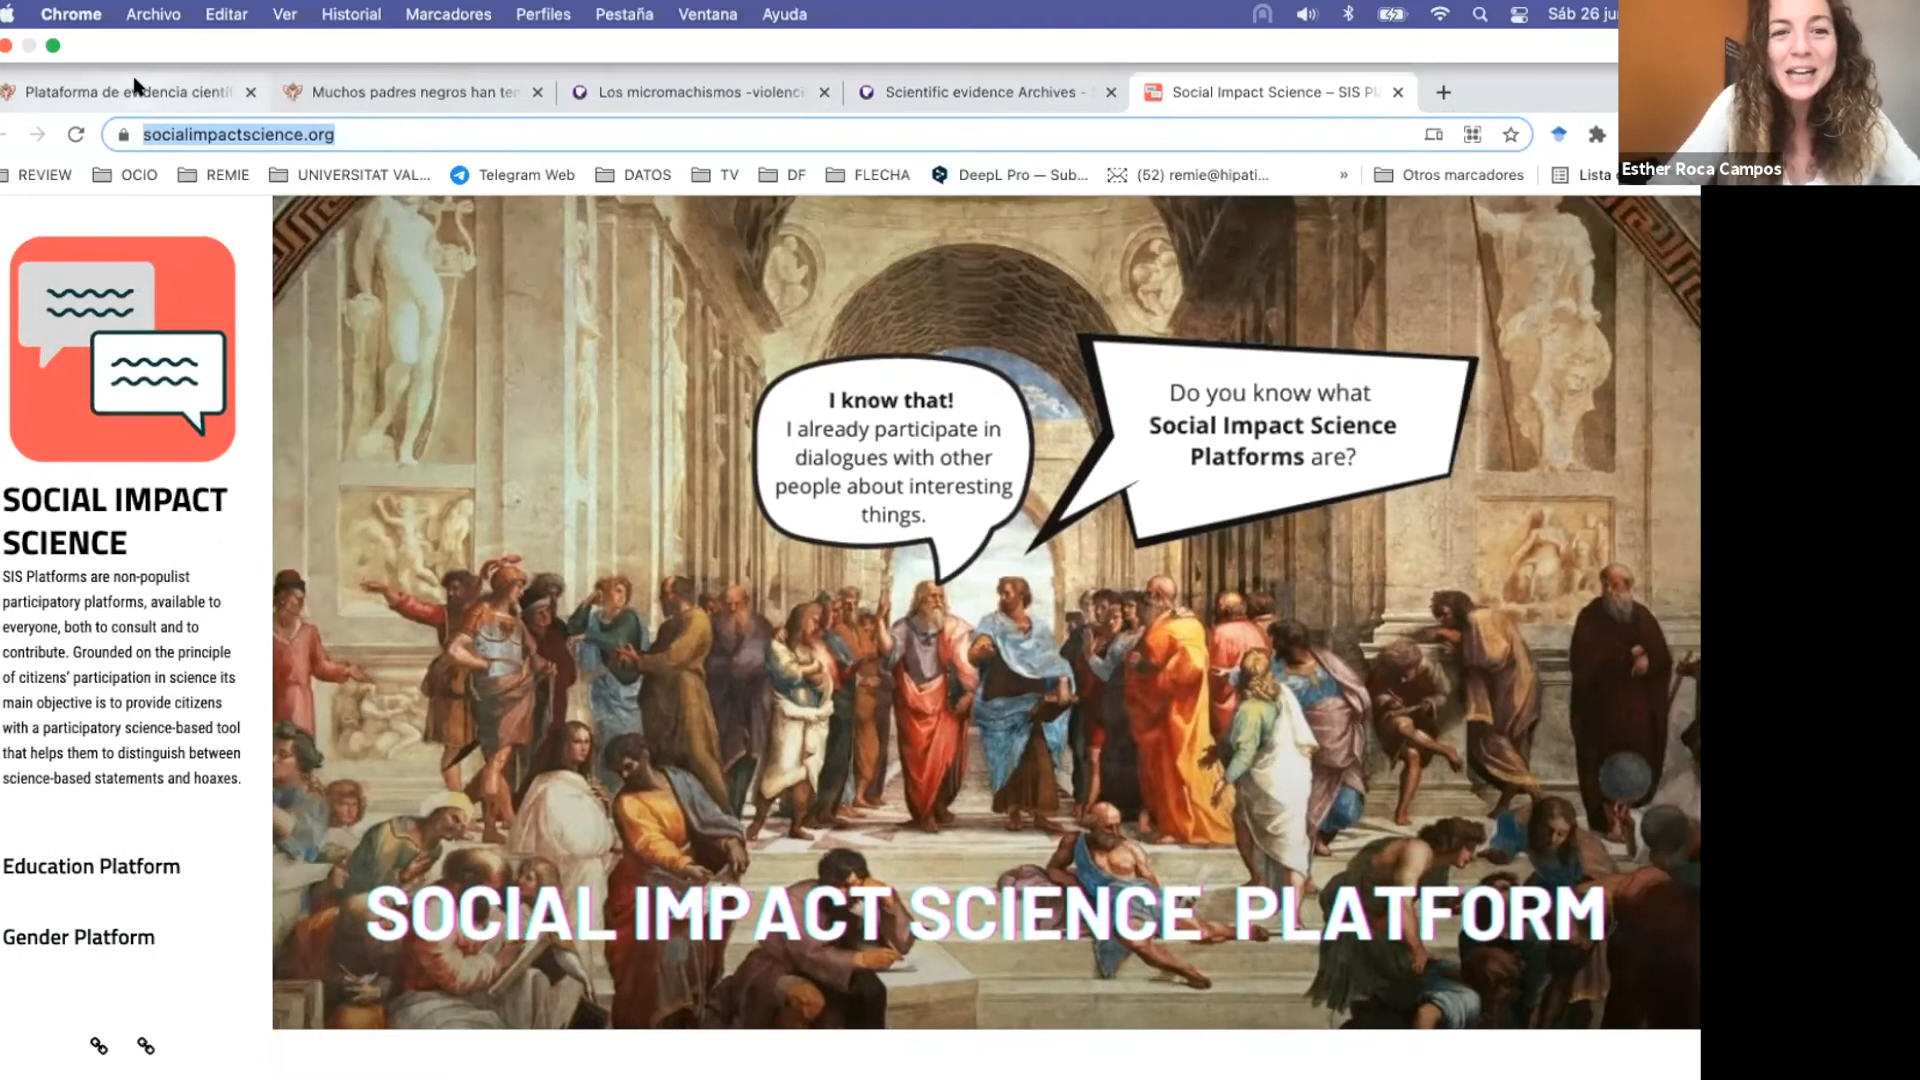 Chrome Archivo Editar Ver Historial Marcadores Perfiles Pestaña Ventana Ayuda Sáb 26 ju
Plataforma de evidencia cientí Muchos padres negros han te Los micromachismos -violenc Scientific evidence Archives - Social Impact Science – SIS Pl
socialimpactscience.org
REVIEW OCIO REMIE UNIVERSITAT VAL... Telegram Web DATOS TV DF FLECHA DeepL Pro — Sub... (52) remie@hipati... » Otros marcadores Lista
Esther Roca Campos
SOCIAL IMPACT
SCIENCE
SIS Platforms are non-populist
participatory platforms, available to
everyone, both to consult and to
contribute. Grounded on the principle
of citizens' participation in science its
main objective is to provide citizens
with a participatory science-based tool
that helps them to distinguish between
science-based statements and hoaxes.
Education Platform
Gender Platform
I know that!
I already participate in
dialogues with other
people about interesting
things.
Do you know what
Social Impact Science
Platforms are?
SOCIAL IMPACT SCIENCE PLATFORM